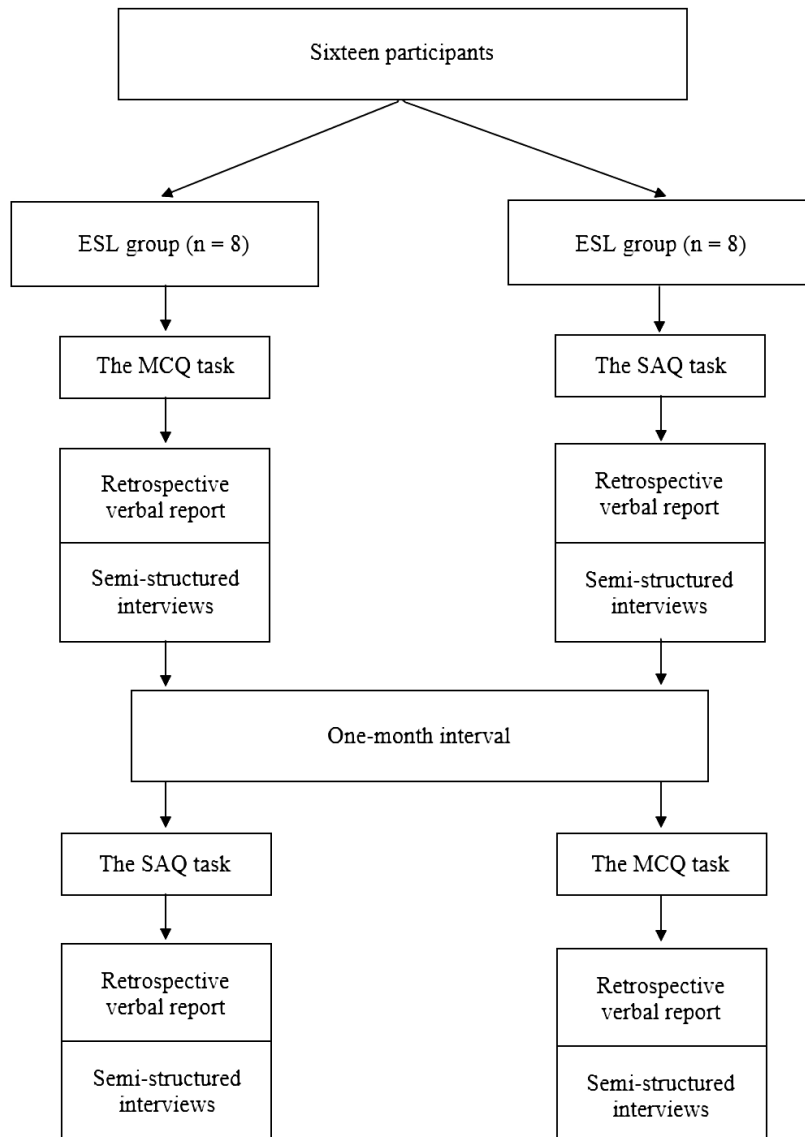 Sixteen participants
ESL group (n = 8)
ESL group (n = 8)
The MCQ task
The SAQ task
Retrospective
verbal report
Semi-structured
interviews
Retrospective
verbal report
Semi-structured
interviews
One-month interval
The SAQ task
The MCQ task
Retrospective
verbal report
Semi-structured
interviews
Retrospective
verbal report
Semi-structured
interviews